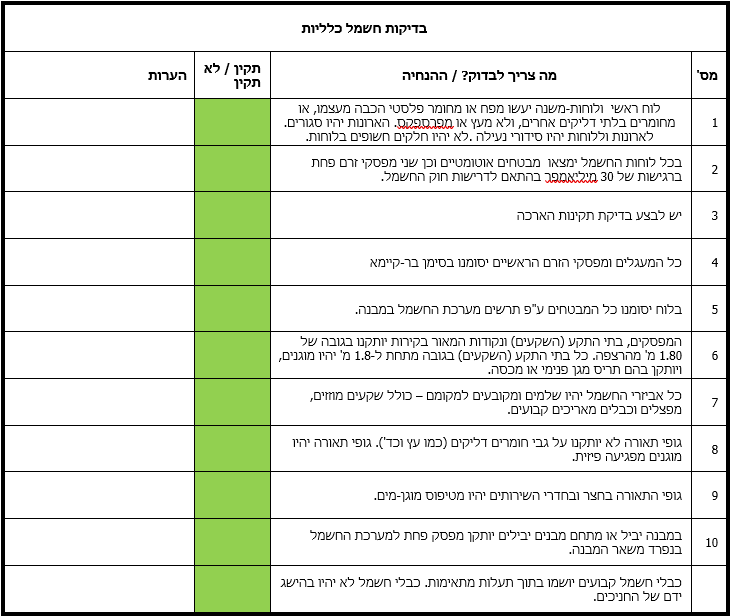 בדיקות חשמל כלליות
מס'
מה צריך לבדוק? / ההנחיה
תקין / לא
תקין
הערות
1
לוח ראשי ולוחות-משנה יעשו מפח או מחומר פלסטי הכבה מעצמו, או
מחומרים בלתי דליקים אחרים, ולא מעץ או מפרספקס. הארונות יהיו סגורים.
לארונות וללוחות יהיו סידורי נעילה .לא יהיו חלקים חשופים בלוחות.
2
בכל לוחות החשמל ימצאו מבטחים אוטומטיים וכן שני מפסקי זרם פחת
ברגישות של 30 מיליאמפר בהתאם לדרישות חוק החשמל.
3
יש לבצע בדיקת תקינות הארכה
4
כל המעגלים ומפסקי הזרם הראשיים יסומנו בסימן בר-קיימא
5
בלוח יסומנו כל המבטחים ע"פ תרשים מערכת החשמל במבנה.
6
המפסקים, בתי התקע (השקעים) ונקודות המאור בקירות יותקנו בגובה של
1.80 מ' מהרצפה. כל בתי התקע (השקעים) בגובה מתחת ל-1.8 מ' יהיו מוגנים,
ויותקן בהם תריס מגן פנימי או מכסה.
7
כל אביזרי החשמל יהיו שלמים ומקובעים למקומם – כולל שקעים מוזזים,
מפצלים וכבלים מאריכים קבועים.
8
גופי תאורה לא יותקנו על גבי חומרים דליקים (כמו עץ וכד'). גופי תאורה יהיו
מוגנים מפגיעה פיזית.
9
גופי התאורה בחצר ובחדרי השירותים יהיו מטיפוס מוגן-מים.
10
במבנה יביל או מתחם מבנים יבילים יותקן מפסק פחת למערכת החשמל
בנפרד משאר המבנה.
כבלי חשמל קבועים יושמו בתוך תעלות מתאימות. כבלי חשמל לא יהיו בהישג
ידם של החניכים.